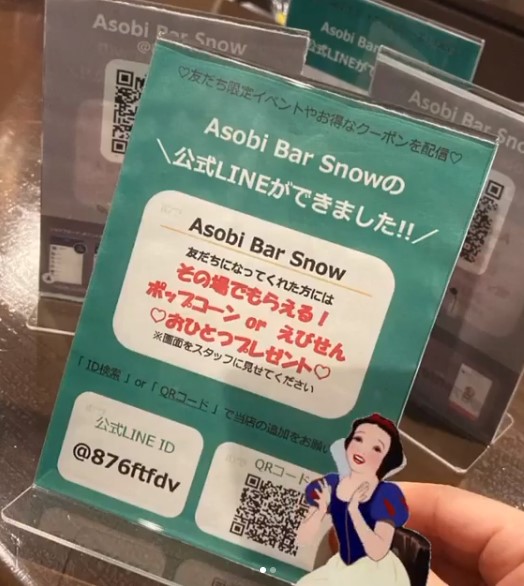 Asobi Bar Snow
Asobi Bar
公式LINEが
Asobi Bar Sno
♡友だち限定イベントやお得なクーポンを配信♡
Asobi Bar Snowの
＼公式LINEができました!!／
Asobi Bar Snow
友だちになってくれた方には
その場でもらえる！
ポップコーン or えびせん
♡おひとつプレゼント♡
※画面をスタッフに見せてください
「ID検索」or「QRコード」で当店の追加をお願い
公式LINE ID
@876ftfdv
QRコード